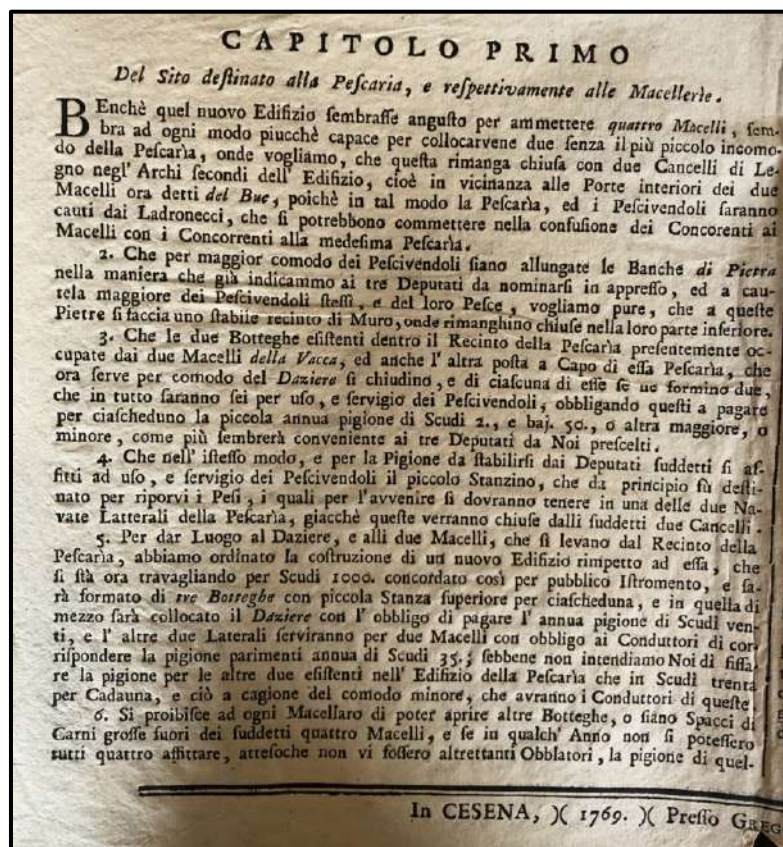 CAPITOLO PRIMO
Del Sito deſtinato alla Peſcaria, e reſpettivamente alle Macellerìe.
BEnchè quel nuovo Edifizio ſembraſſe anguſto per ammettere quattro Macelli, ſem-
bra ad ogni modo piucchè capace per collocarvene due ſenza il più piccolo incomo-
do della Peſcarìa, onde vogliamo, che queſta rimanga chiuſa con due Cancelli di Le-
gno negl' Archi ſecondi dell' Edifizio, cioè in vicinanza alle Porte interiori dei due
Macelli ora detti del Bue, poichè in tal modo la Peſcarìa, ed i Peſcivendoli ſaranno
cauti dai Ladronecci, che ſi potrebbono commettere nella confuſione dei Concorenti ai
Macelli con i Concorrenti alla medeſima Peſcarìa.
2. Che per maggior comodo dei Peſcivendoli ſiano allungate le Banche di Pietra
nella maniera che già indicammo ai tre Deputati da nominarſi in appreſſo, ed a cau-
tela maggiore dei Peſcivendoli ſteſſi, e del loro Peſce, vogliamo pure, che a queſte
Pietre ſi faccia uno ſtabile recinto di Muro, onde rimanghino chiuſe nella loro parte inferiore.
3. Che le due Botteghe eſiſtenti dentro il Recinto della Peſcarìa preſentemente oc-
cupate dai due Macelli della Vacca, ed anche l' altra poſta a Capo di eſſa Peſcarìa, che
ora ſerve per comodo del Daziere ſi chiudino, e di ciaſcuna di eſſe ſe ne formino due,
che in tutto ſaranno ſei per uſo, e ſervigio dei Peſcivendoli, obbligando queſti a pagare
per ciaſcheduno la piccola annua pigione di Scudi 2., e baj. 50., o altra maggiore, o
minore, come più ſembrerà conveniente ai tre Deputati da Noi preſcelti.
4. Che nell' iſteſſo modo, e per la Pigione da ſtabilirſi dai Deputati ſuddetti ſi af-
fitti ad uſo, e ſervigio dei Peſcivendoli il piccolo Stanzino, che da principio fù deſti-
nato per riporvi i Peſi, i quali per l'avvenire ſi dovranno tenere in una delle due Na-
vate Latterali della Peſcarìa, giacchè queſte verranno chiuſe dalli ſuddetti due Cancelli.
5. Per dar Luogo al Daziere, e alli due Macelli, che ſi levano dal Recinto della
Peſcarìa, abbiamo ordinato la coſtruzione di un nuovo Edifizio rimpetto ad eſſa, che
ſi ſtà ora travagliando per Scudi 1000. concordato così per pubblico Iſtromento, e ſa-
rà formato di tre Botteghe con piccola Stanza ſuperiore per ciaſcheduna, e in quella di
mezzo ſarà collocato il Daziere con l' obbligo di pagare l' annua pigione di Scudi ven-
ti, e l' altre due Laterali ſerviranno per due Macelli con obbligo ai Conduttori di cor-
riſpondere la pigione parimenti annua di Scudi 35.; ſebbene non intendiamo Noi di fiſſa-
re la pigione per le altre due eſiſtenti nell' Edifizio della Peſcarìa che in Scudi trenta
per Cadauna, e ciò a cagione del comodo minore, che avranno i Conduttori di queſte.
6. Si proibiſce ad ogni Macellaro di poter aprire altre Botteghe, o ſiano Spacci di
Carni groſſe fuori dei ſuddetti quattro Macelli, e ſe in qualch' Anno non ſi poteſſero
tutti quattro affittare, atteſoche non vi foſſero altrettanti Obblatori, la pigione di quel-
In CESENA, )( 1769. )( Preſſo GREG